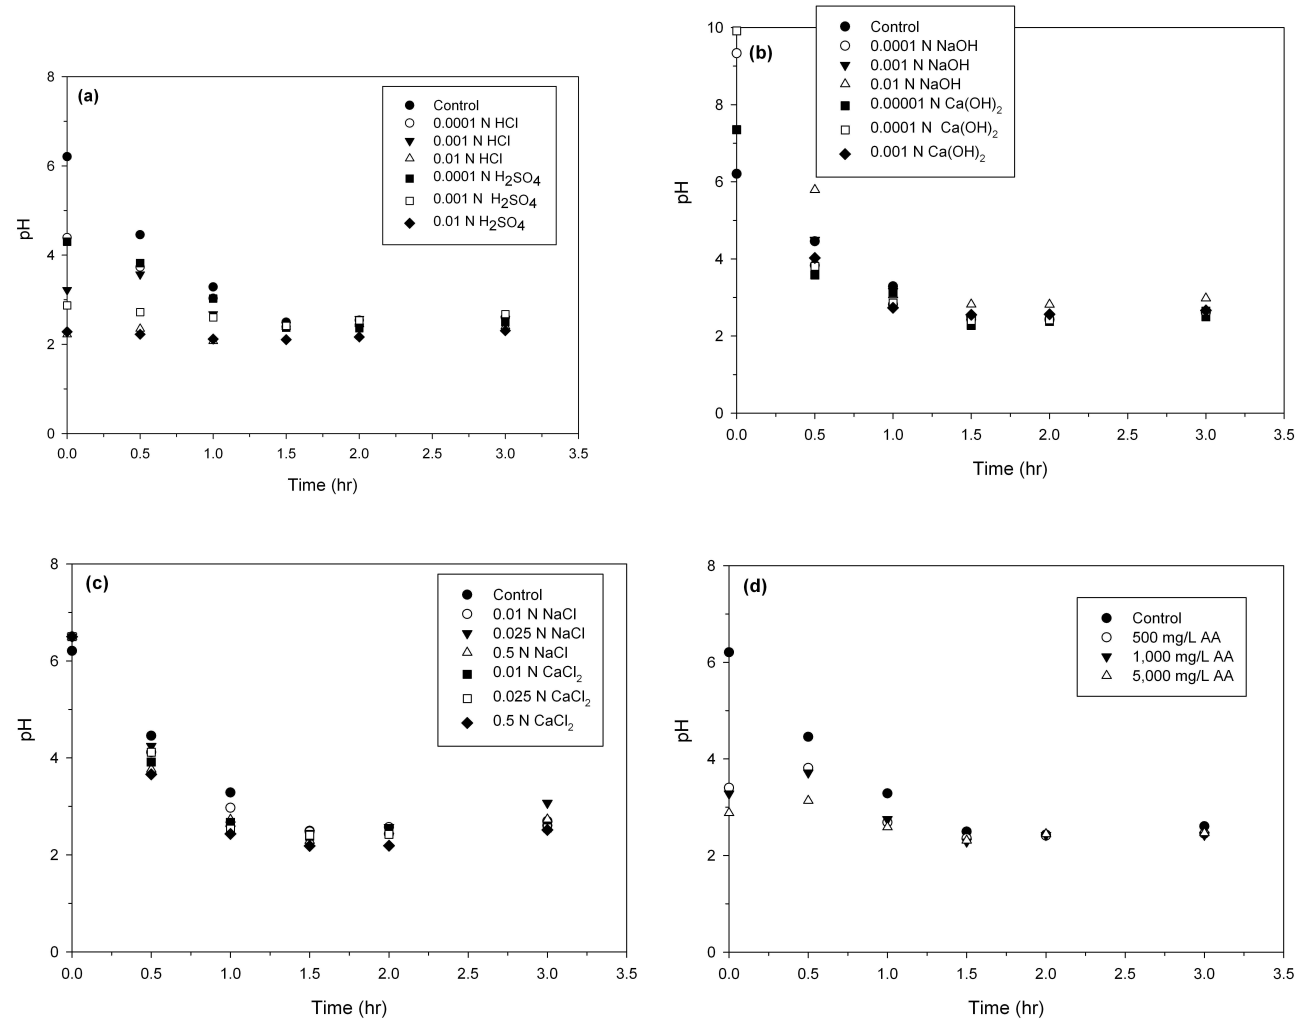 (a)
Control
0.0001 N HCl
0.001 N HCl
0.01 N HCl
0.0001 N H2SO4
0.001 N H2SO4
0.01 N H2SO4
8
6
4
2
0
pH
0.0 0.5 1.0 1.5 2.0 2.5 3.0 3.5
Time (hr)
(b)
Control
0.0001 N NaOH
0.001 N NaOH
0.01 N NaOH
0.00001 N Ca(OH)2
0.0001 N Ca(OH)2
0.001 N Ca(OH)2
10
8
6
4
2
0
pH
0.0 0.5 1.0 1.5 2.0 2.5 3.0 3.5
Time (hr)
(c)
Control
0.01 N NaCl
0.025 N NaCl
0.5 N NaCl
0.01 N CaCl2
0.025 N CaCl2
0.5 N CaCl2
8
6
4
2
0
pH
0.0 0.5 1.0 1.5 2.0 2.5 3.0 3.5
Time (hr)
(d)
Control
500 mg/L AA
1,000 mg/L AA
5,000 mg/L AA
8
6
4
2
0
pH
0.0 0.5 1.0 1.5 2.0 2.5 3.0 3.5
Time (hr)